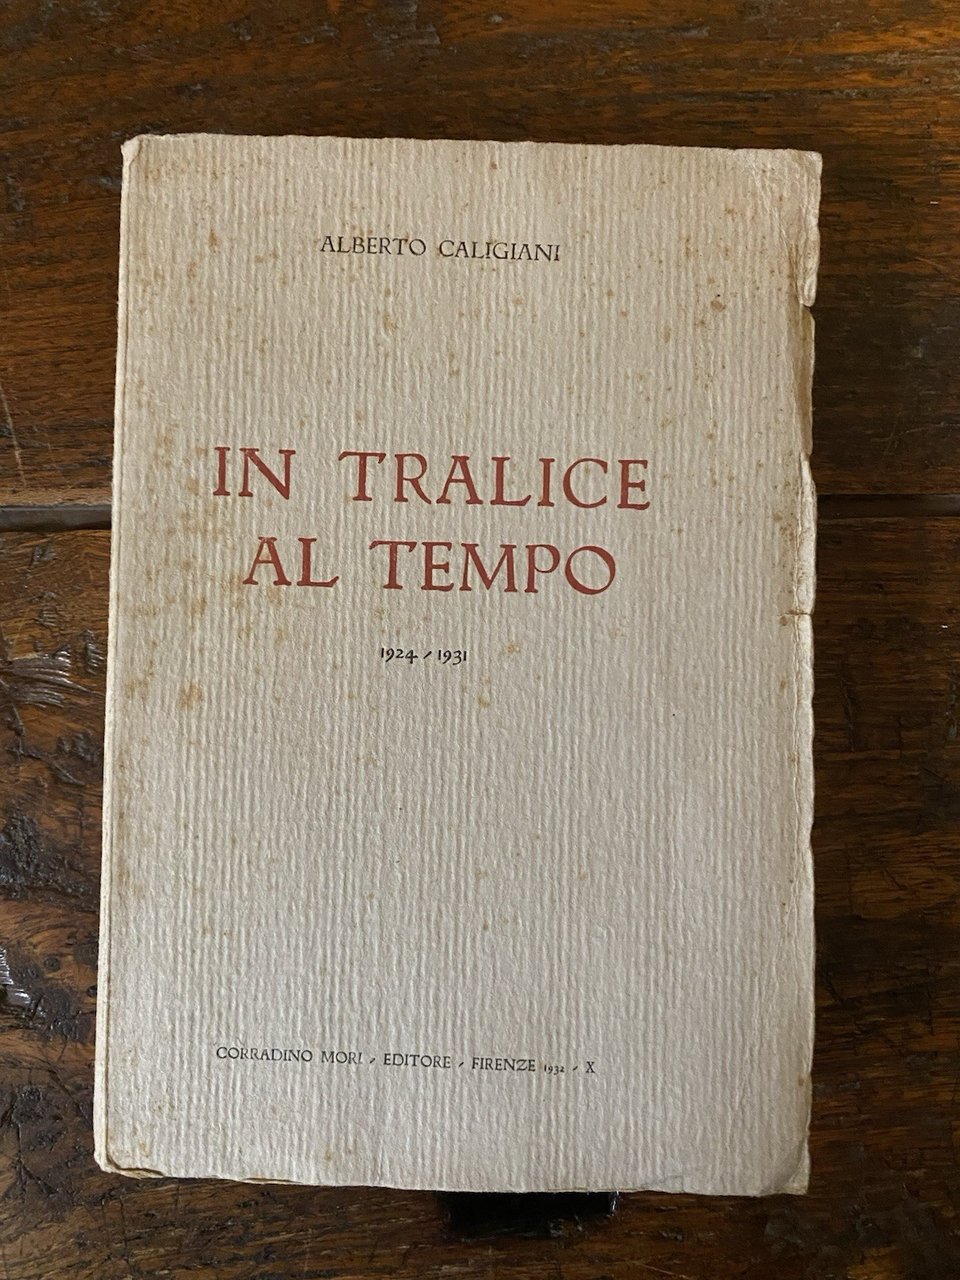 ALBERTO CALIGIANI
IN TRALICE
AL TEMPO
1924 / 1931
CORRADINO MORI / EDITORE / FIRENZE 1932 / X